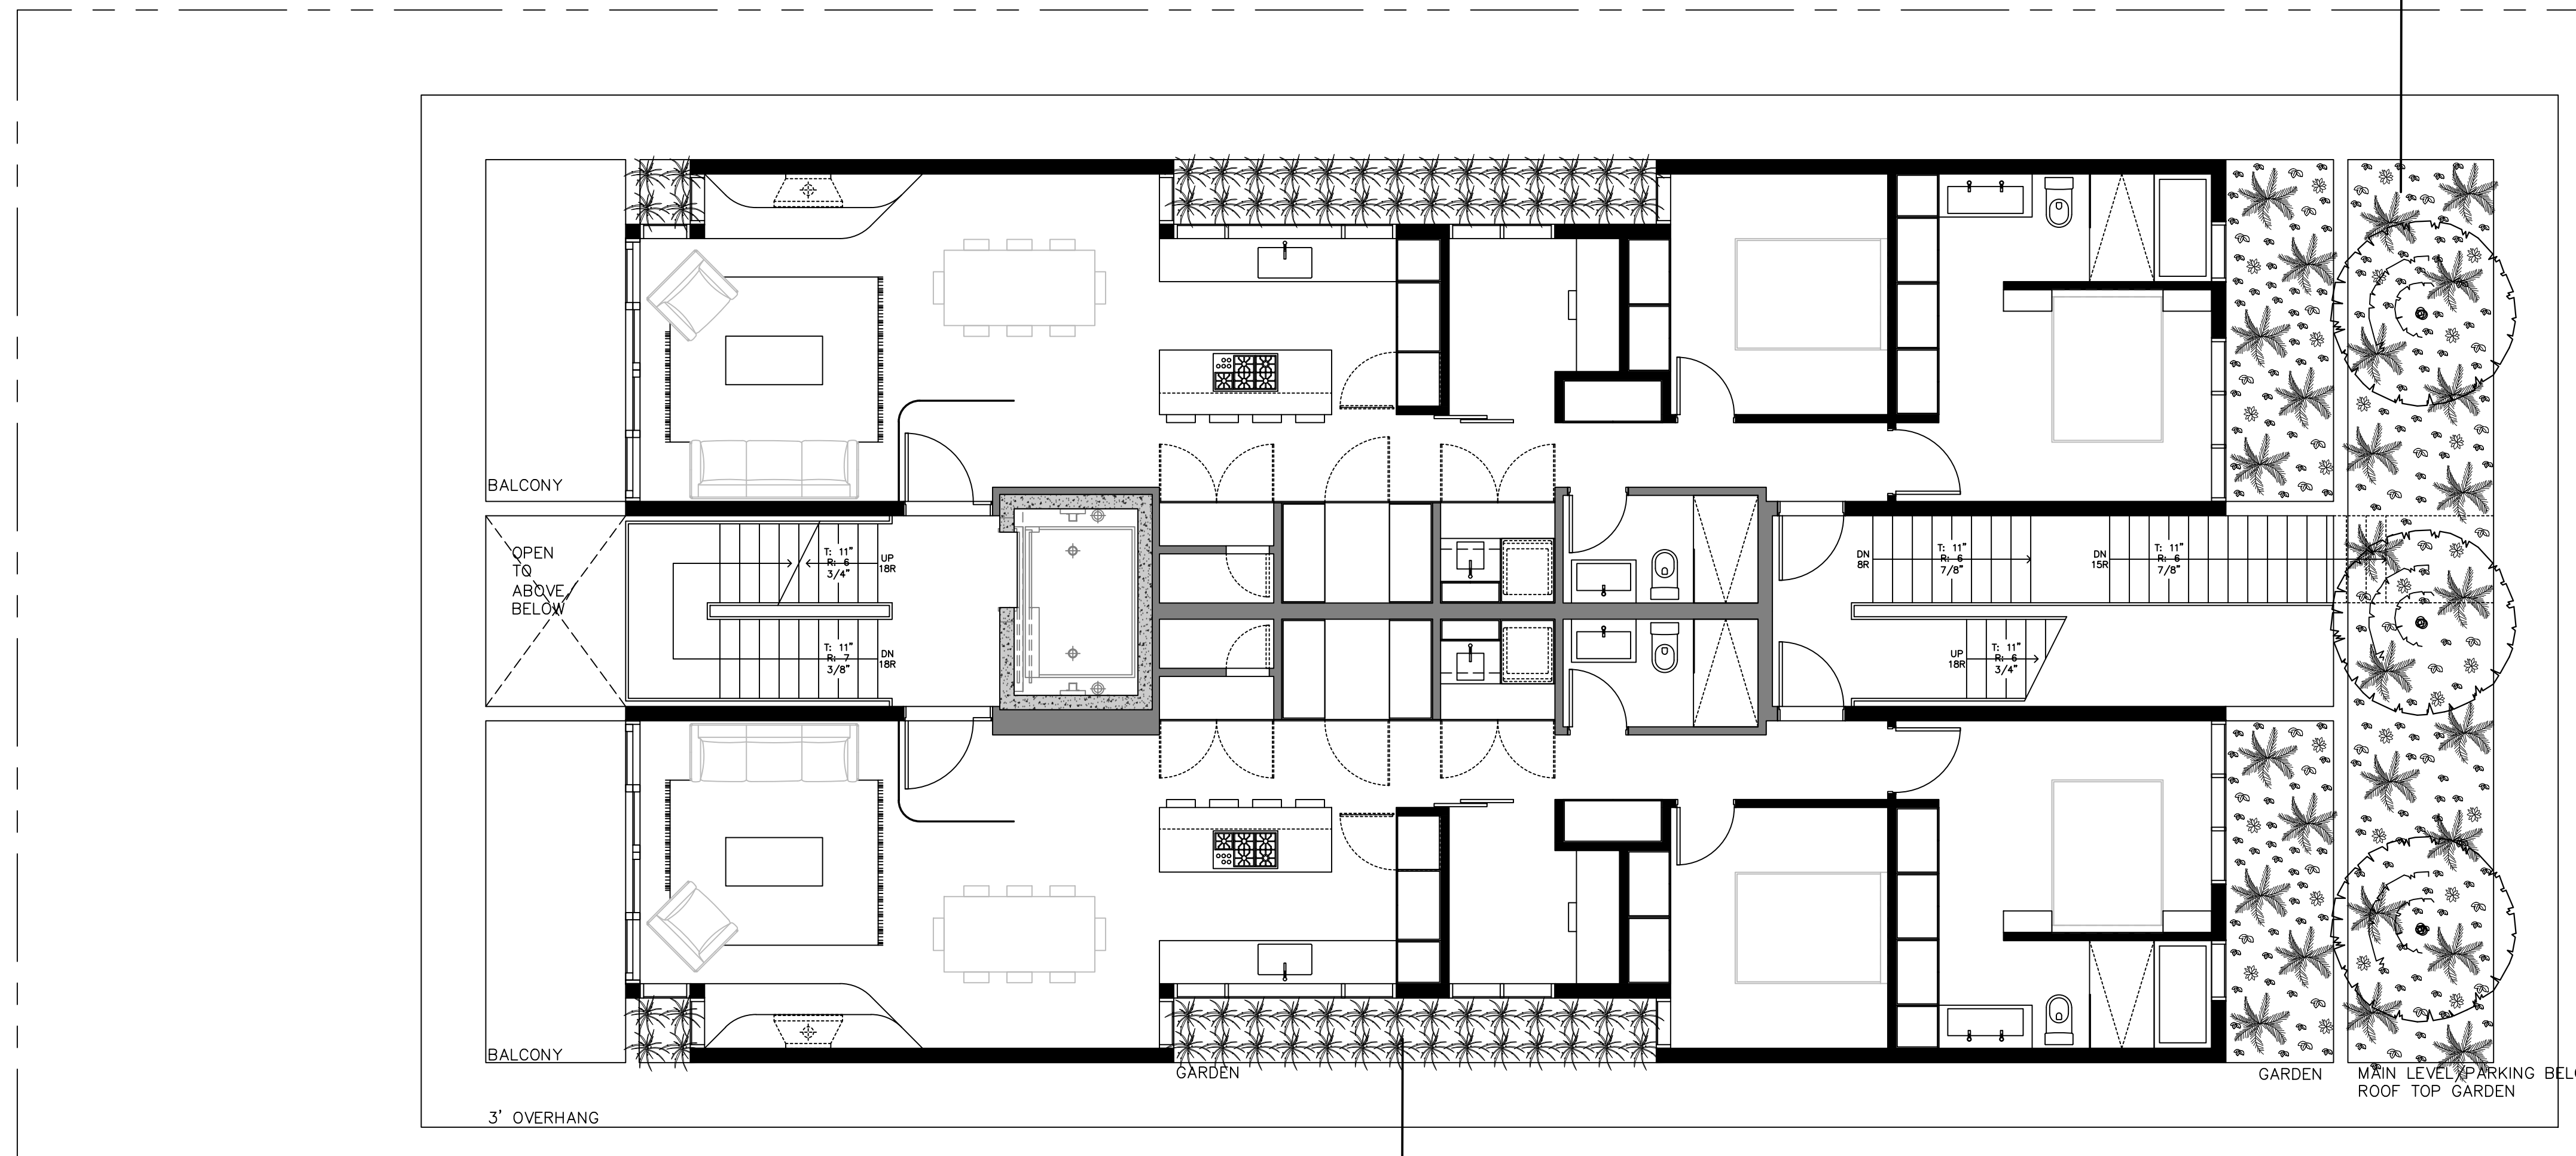 BALCONY
OPEN
TO
ABOVE
BELOW
T: 11"
R: 6
3/4"
UP
18R
T: 11"
R: 7
3/8"
DN
18R
DN
8R
T: 11"
R: 6
7/8"
DN
15R
T: 11"
R: 6
7/8"
UP
18R
T: 11"
R: 6
3/4"
BALCONY
GARDEN
GARDEN
MAIN LEVEL/PARKING BELO
ROOF TOP GARDEN
3' OVERHANG